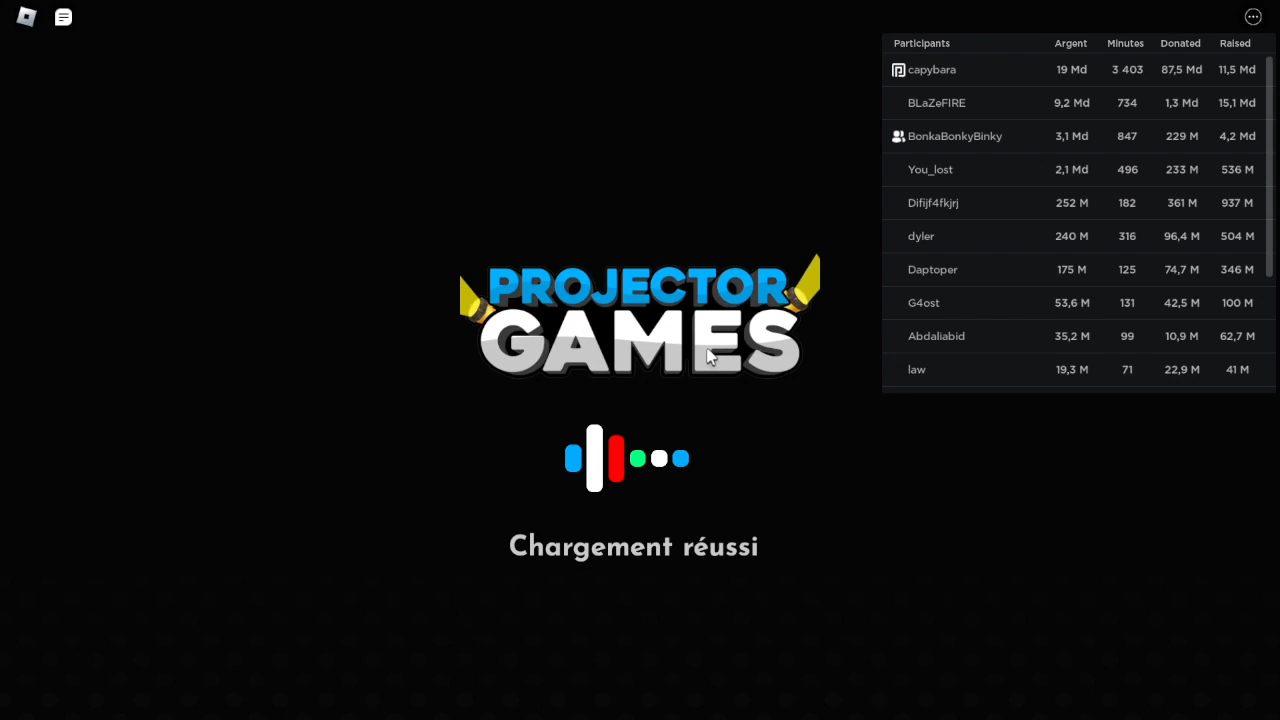 Participants Argent Minutes Donated Raised
capybara 19 Md 3 403 87,5 Md 11,5 Md
BLaZeFIRE 9,2 Md 734 1,3 Md 15,1 Md
BonkaBonkyBinky 3,1 Md 847 229 M 4,2 Md
You_lost 2,1 Md 496 233 M 536 M
Difijf4fkjrj 252 M 182 361 M 937 M
dyler 240 M 316 96,4 M 504 M
Daptoper 175 M 125 74,7 M 346 M
G4ost 53,6 M 131 42,5 M 100 M
Abdaliabid 35,2 M 99 10,9 M 62,7 M
law 19,3 M 71 22,9 M 41 M
PROJECTOR
GAMES
Chargement réussi